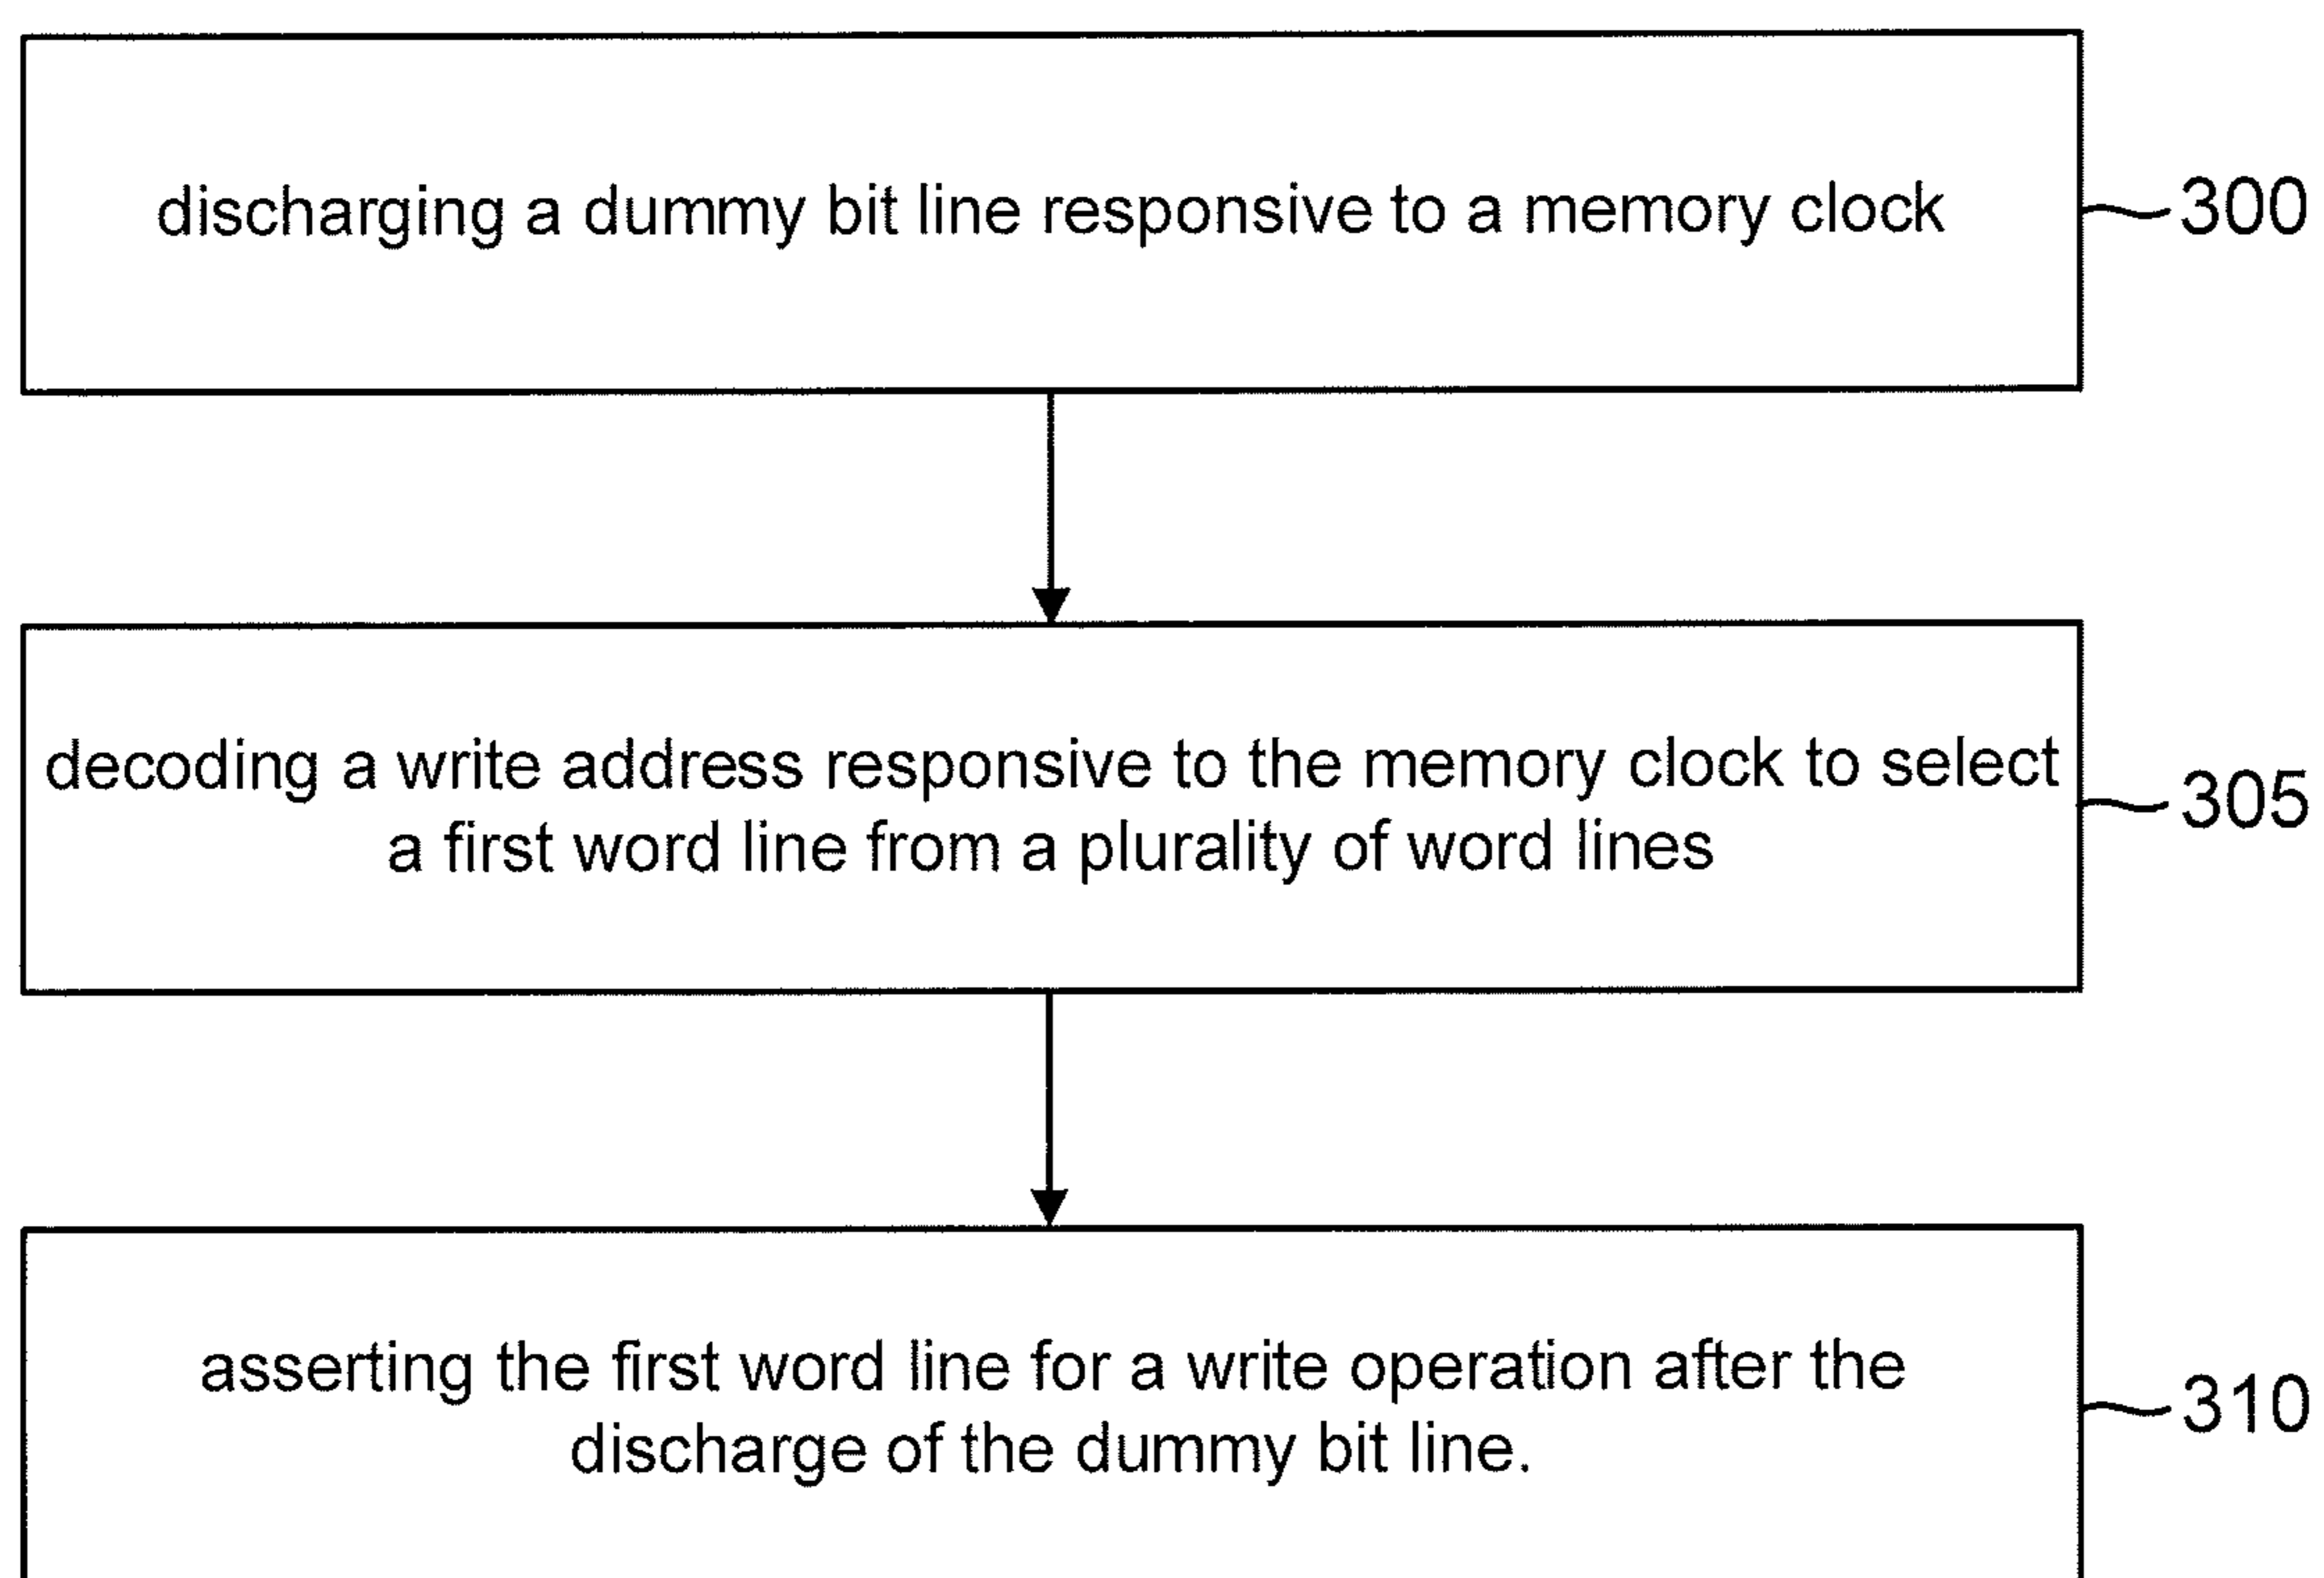 discharging a dummy bit line responsive to a memory clock
300
decoding a write address responsive to the memory clock to select
a first word line from a plurality of word lines
305
asserting the first word line for a write operation after the
discharge of the dummy bit line.
310